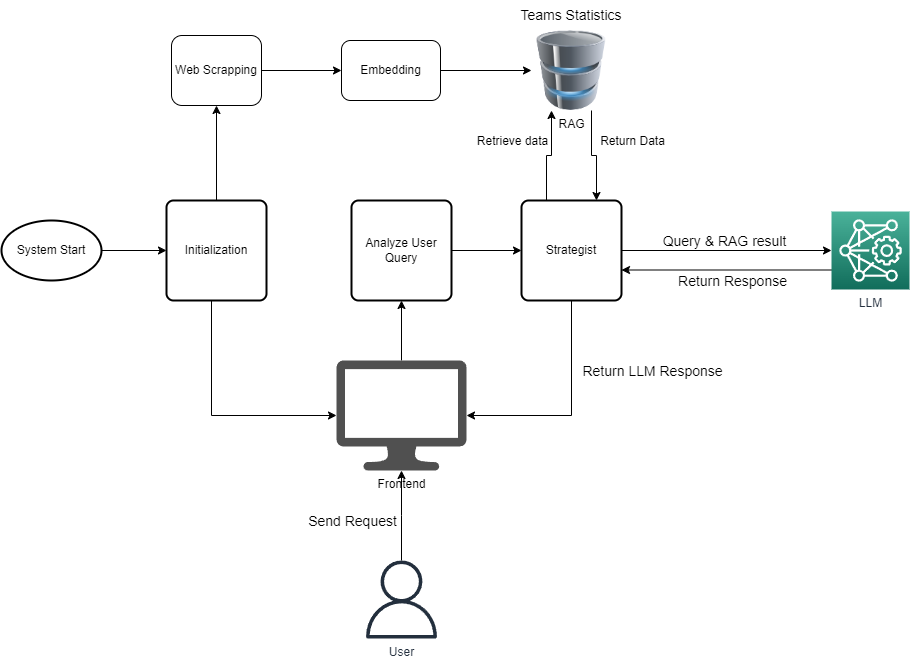 Teams Statistics
Web Scrapping
Embedding
RAG
Retrieve data
Return Data
System Start
Initialization
Analyze User
Query
Strategist
Query & RAG result
Return Response
LLM
Return LLM Response
Frontend
Send Request
User